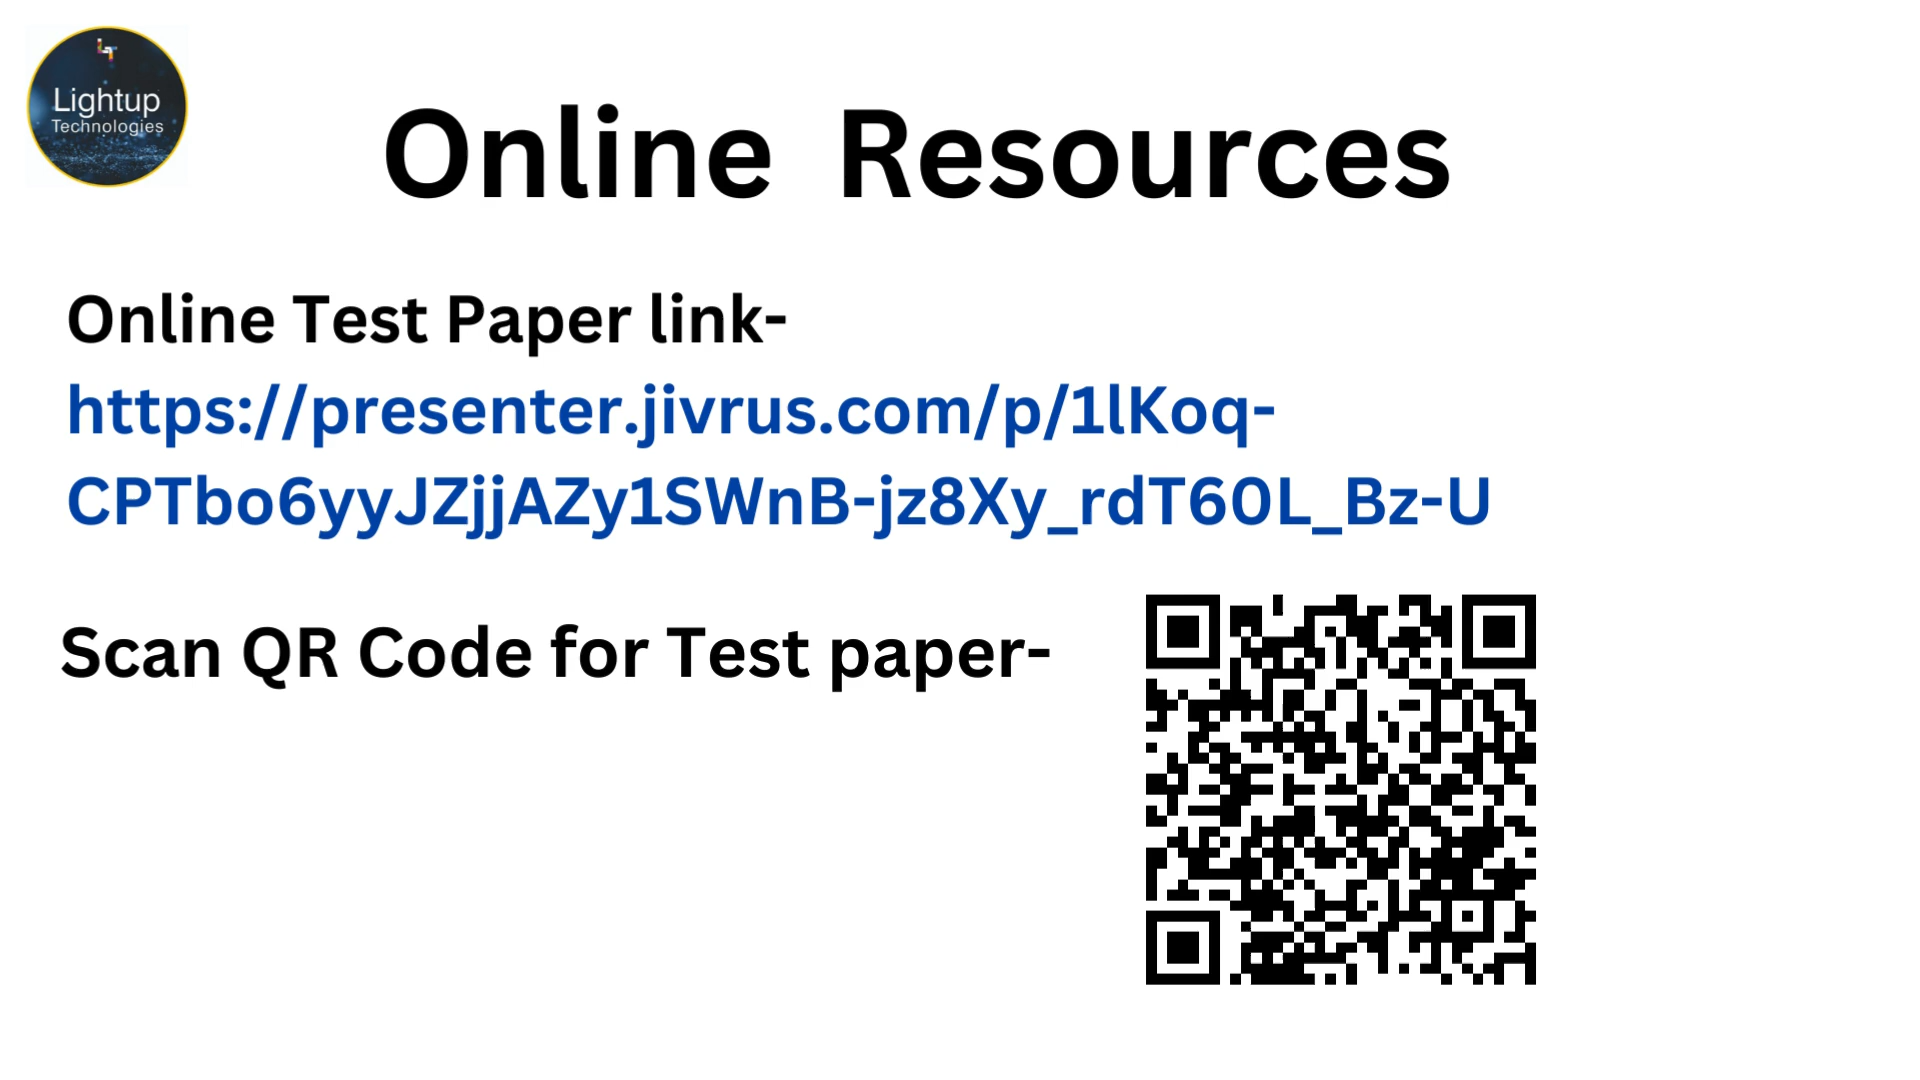 LT
Lightup
Technologies
Online Resources
Online Test Paper link-
https://presenter.jivrus.com/p/1lKoq-
CPTbo6yyJZjjAZy1SWnB-jz8Xy_rdT60L_Bz-U
Scan QR Code for Test paper-